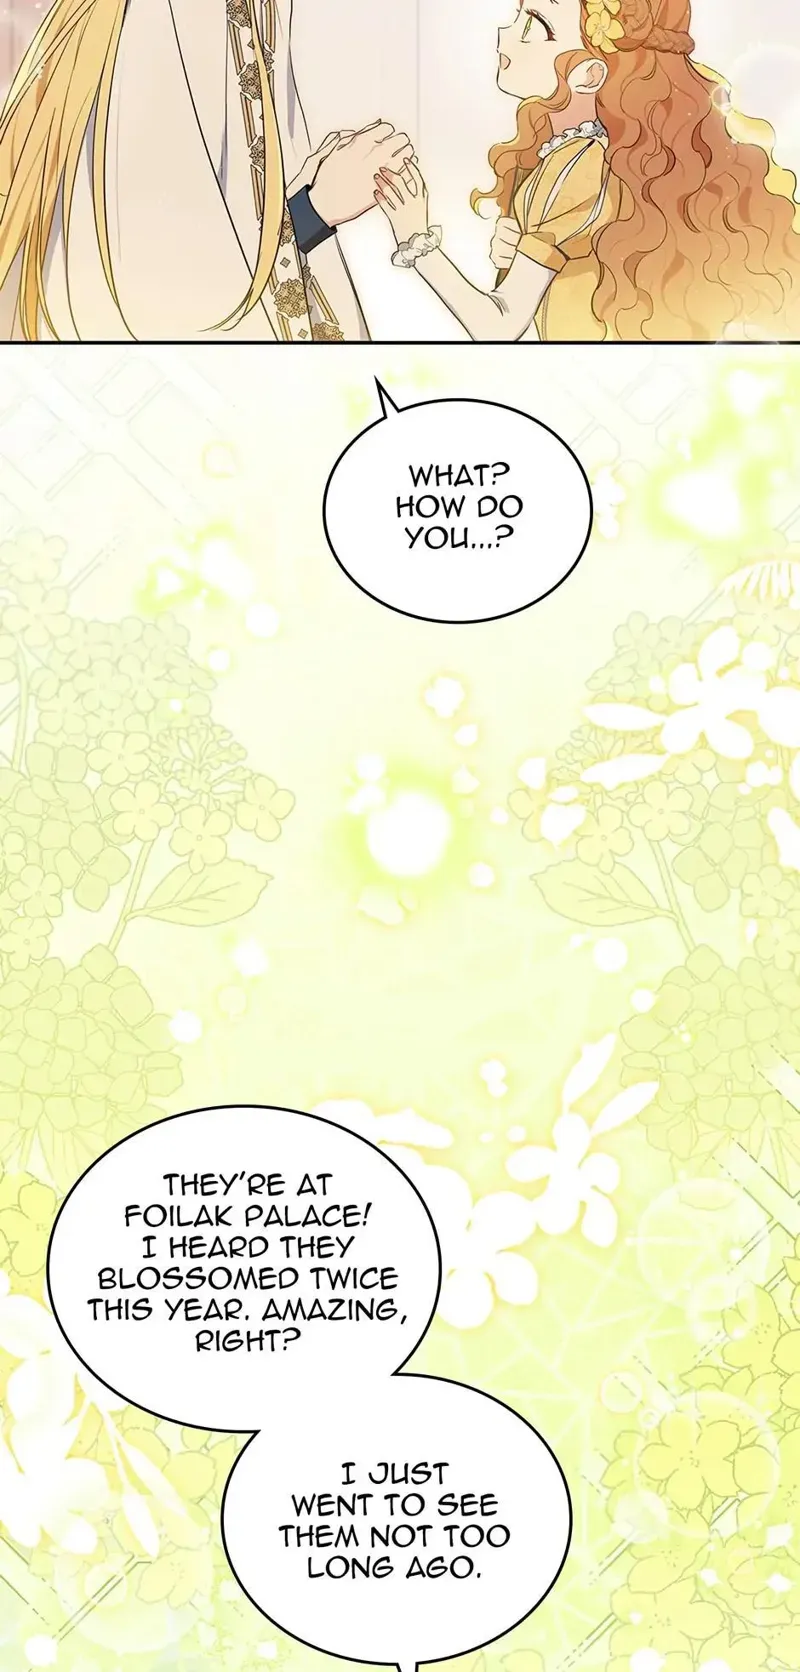 WHAT?
HOW DO
YOU...?
THEY'RE AT
FOILAK PALACE!
I HEARD THEY
BLOSSOMED TWICE
THIS YEAR. AMAZING,
RIGHT?
I JUST
WENT TO SEE
THEM NOT TOO
LONG AGO.